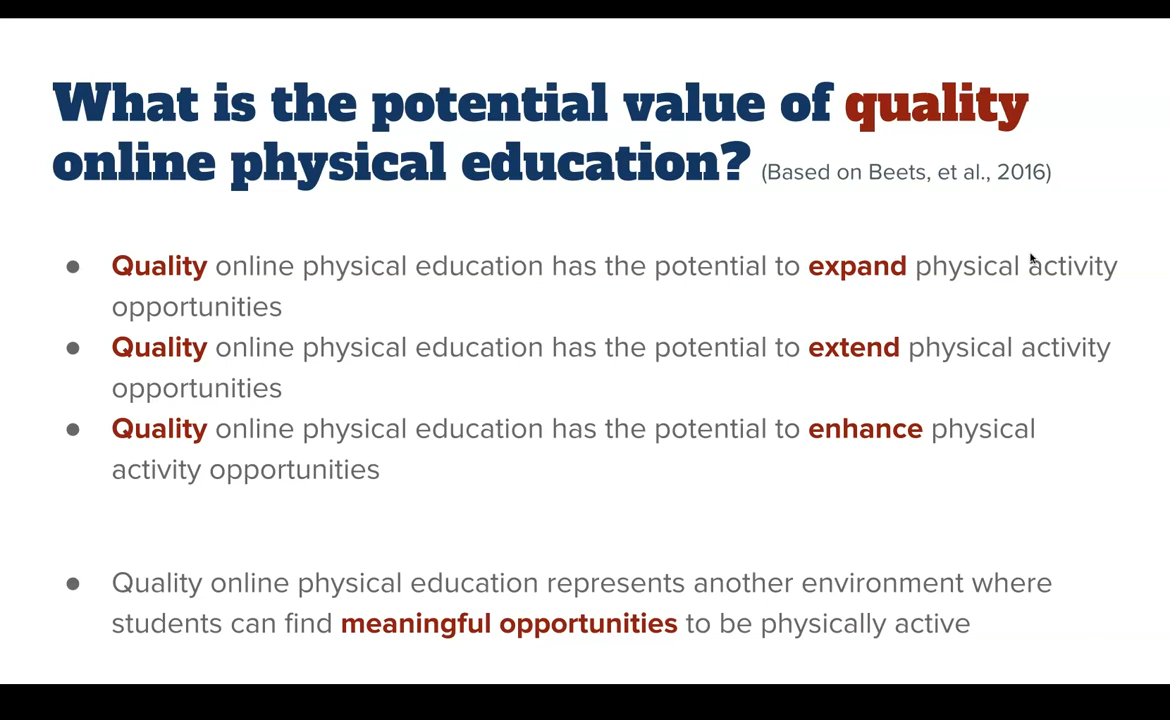 What is the potential value of quality
online physical education? (Based on Beets, et al., 2016)
● Quality online physical education has the potential to expand physical activity
opportunities
● Quality online physical education has the potential to extend physical activity
opportunities
● Quality online physical education has the potential to enhance physical
activity opportunities
● Quality online physical education represents another environment where
students can find meaningful opportunities to be physically active